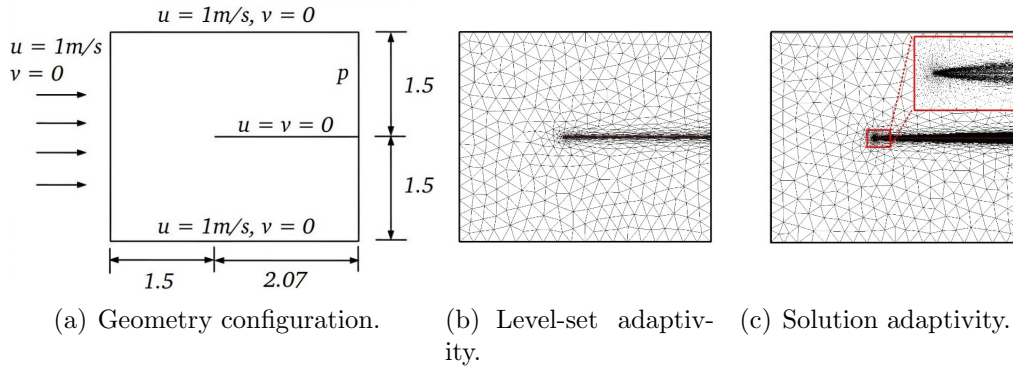 u = 1m/s, v = 0
u = 1m/s
v = 0
p
1.5
u = v = 0
1.5
u = 1m/s, v = 0
1.5
2.07
(a) Geometry configuration.
(b) Level-set adaptiv-
ity.
(c) Solution adaptivity.